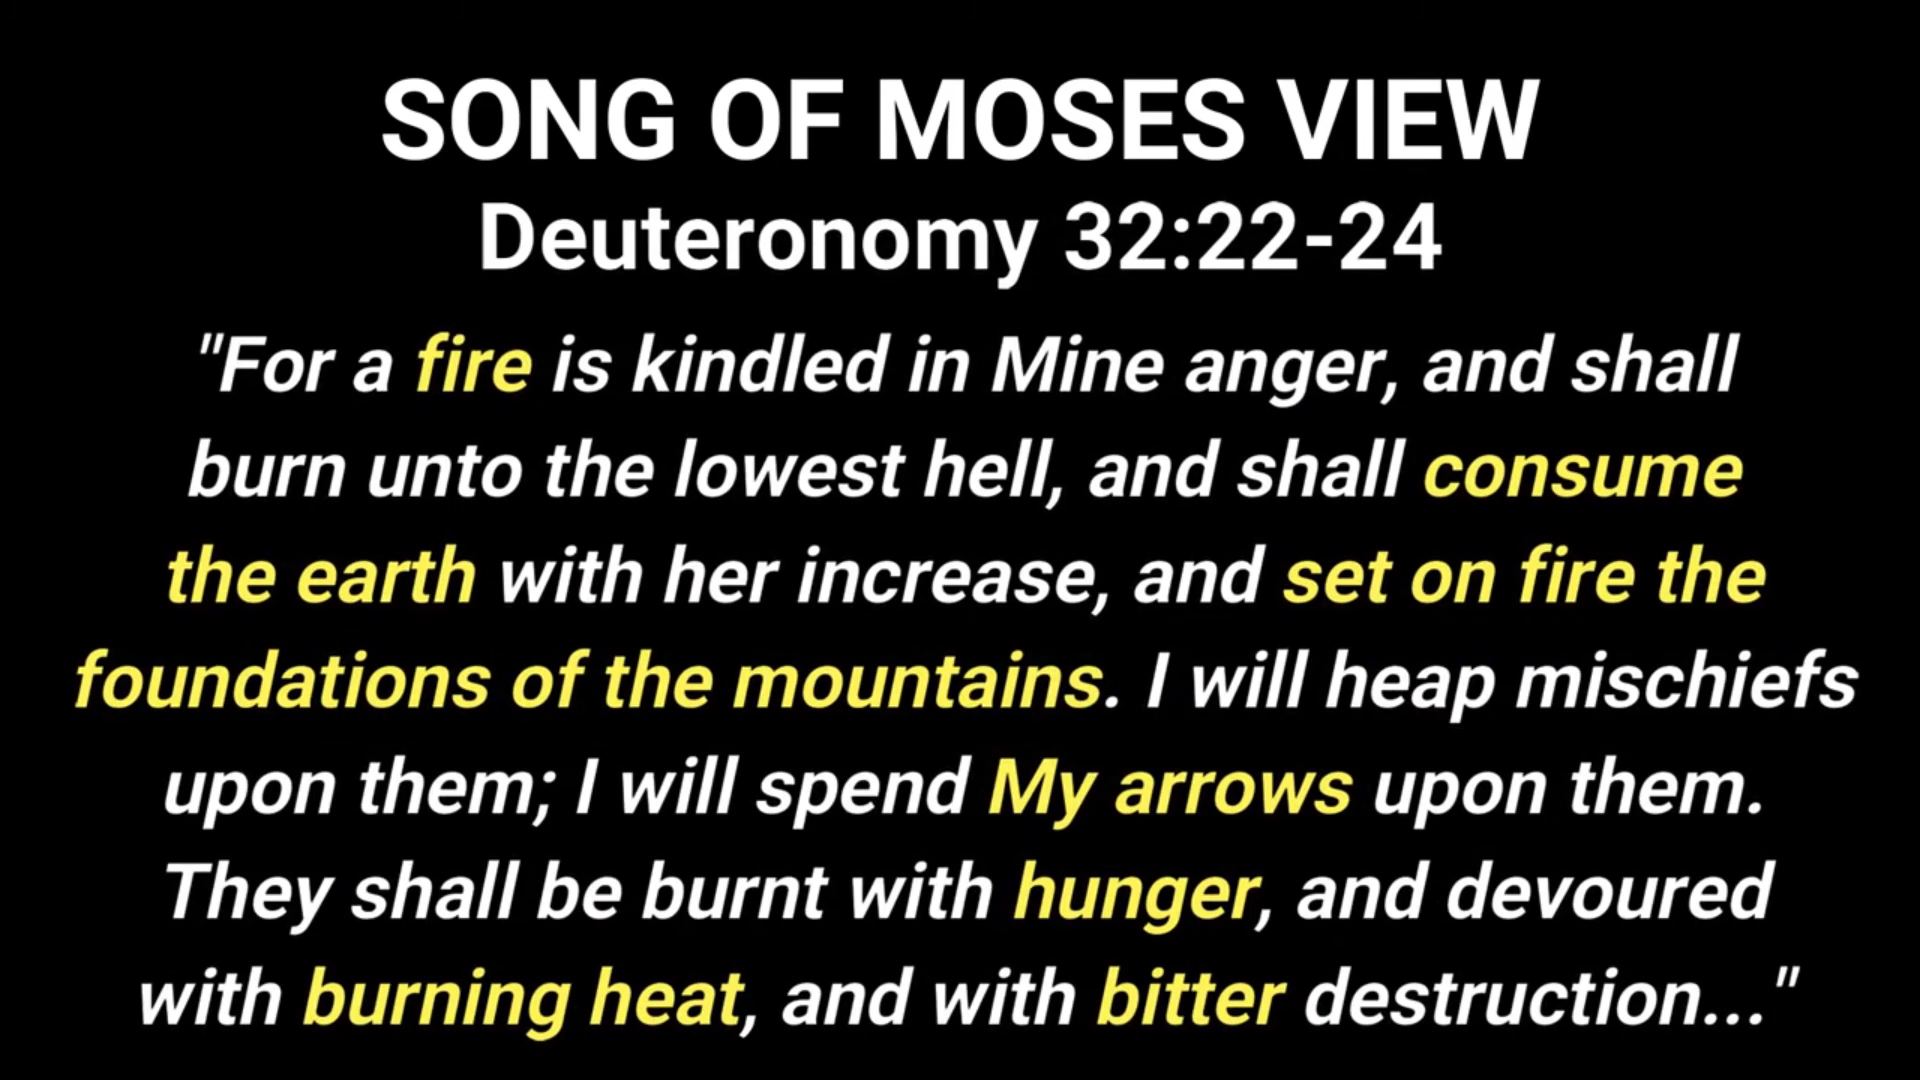 SONG OF MOSES VIEW
Deuteronomy 32:22-24
"For a fire is kindled in Mine anger, and shall
burn unto the lowest hell, and shall consume
the earth with her increase, and set on fire the
foundations of the mountains. I will heap mischiefs
upon them; I will spend My arrows upon them.
They shall be burnt with hunger, and devoured
with burning heat, and with bitter destruction..."